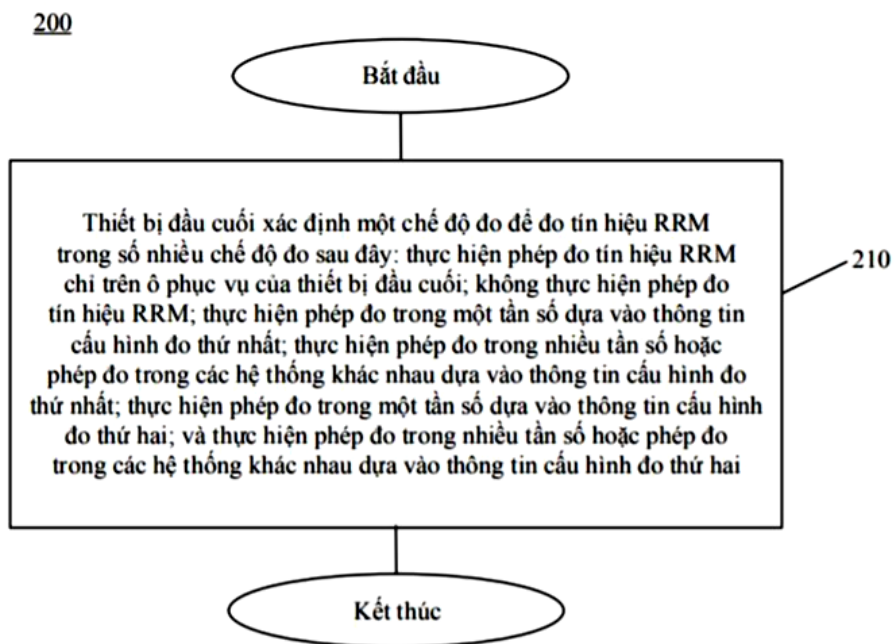 200
Bắt đầu
Thiết bị đầu cuối xác định một chế độ đo để đo tín hiệu RRM
trong số nhiều chế độ đo sau đây: thực hiện phép đo tín hiệu RRM
chỉ trên ô phục vụ của thiết bị đầu cuối; không thực hiện phép đo
tín hiệu RRM; thực hiện phép đo trong một tần số dựa vào thông tin
cấu hình đo thứ nhất; thực hiện phép đo trong nhiều tần số hoặc
phép đo trong các hệ thống khác nhau dựa vào thông tin cấu hình đo
thứ nhất; thực hiện phép đo trong một tần số dựa vào thông tin cấu hình
đo thứ hai; và thực hiện phép đo trong nhiều tần số hoặc phép đo
trong các hệ thống khác nhau dựa vào thông tin cấu hình đo thứ hai
210
Kết thúc